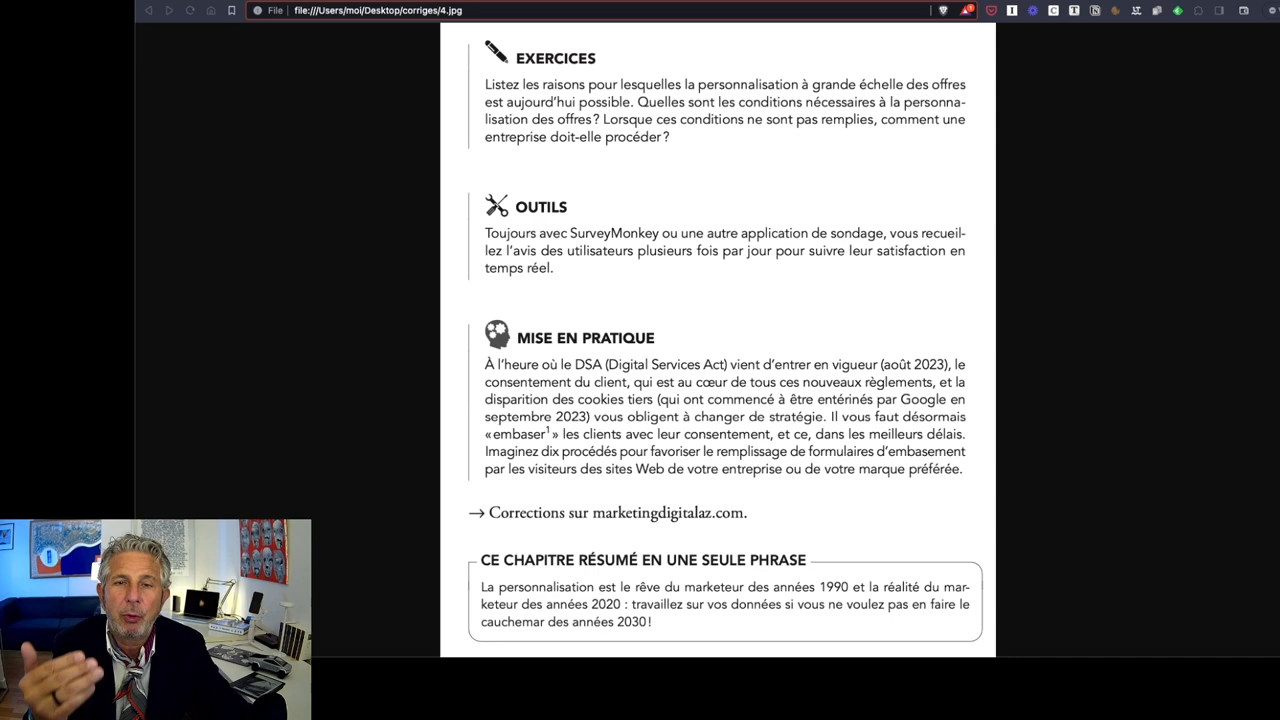 File
file:///Users/moi/Desktop/corriges/4.jpg
EXERCICES
Listez les raisons pour lesquelles la personnalisation à grande échelle des offres
est aujourd'hui possible. Quelles sont les conditions nécessaires à la personna-
lisation des offres ? Lorsque ces conditions ne sont pas remplies, comment une
entreprise doit-elle procéder ?
OUTILS
Toujours avec SurveyMonkey ou une autre application de sondage, vous recueil-
lez l'avis des utilisateurs plusieurs fois par jour pour suivre leur satisfaction en
temps réel.
MISE EN PRATIQUE
À l'heure où le DSA (Digital Services Act) vient d'entrer en vigueur (août 2023), le
consentement du client, qui est au cœur de tous ces nouveaux règlements, et la
disparition des cookies tiers (qui ont commencé à être entérinés par Google en
septembre 2023) vous obligent à changer de stratégie. Il vous faut désormais
« embaser¹ » les clients avec leur consentement, et ce, dans les meilleurs délais.
Imaginez dix procédés pour favoriser le remplissage de formulaires d'embasement
par les visiteurs des sites Web de votre entreprise ou de votre marque préférée.
→ Corrections sur marketingdigitalaz.com.
CE CHAPITRE RÉSUMÉ EN UNE SEULE PHRASE
La personnalisation est le rêve du marketeur des années 1990 et la réalité du mar-
keteur des années 2020 : travaillez sur vos données si vous ne voulez pas en faire le
cauchemar des années 2030 !